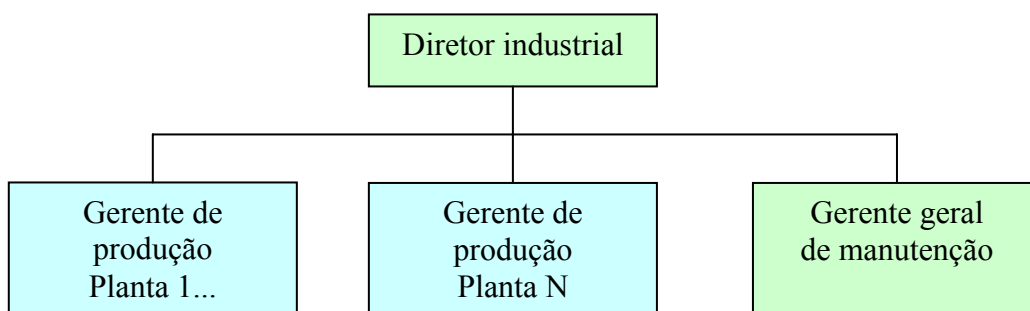 Diretor industrial
Gerente de
produção
Planta 1...
Gerente de
produção
Planta N
Gerente geral
de manutenção